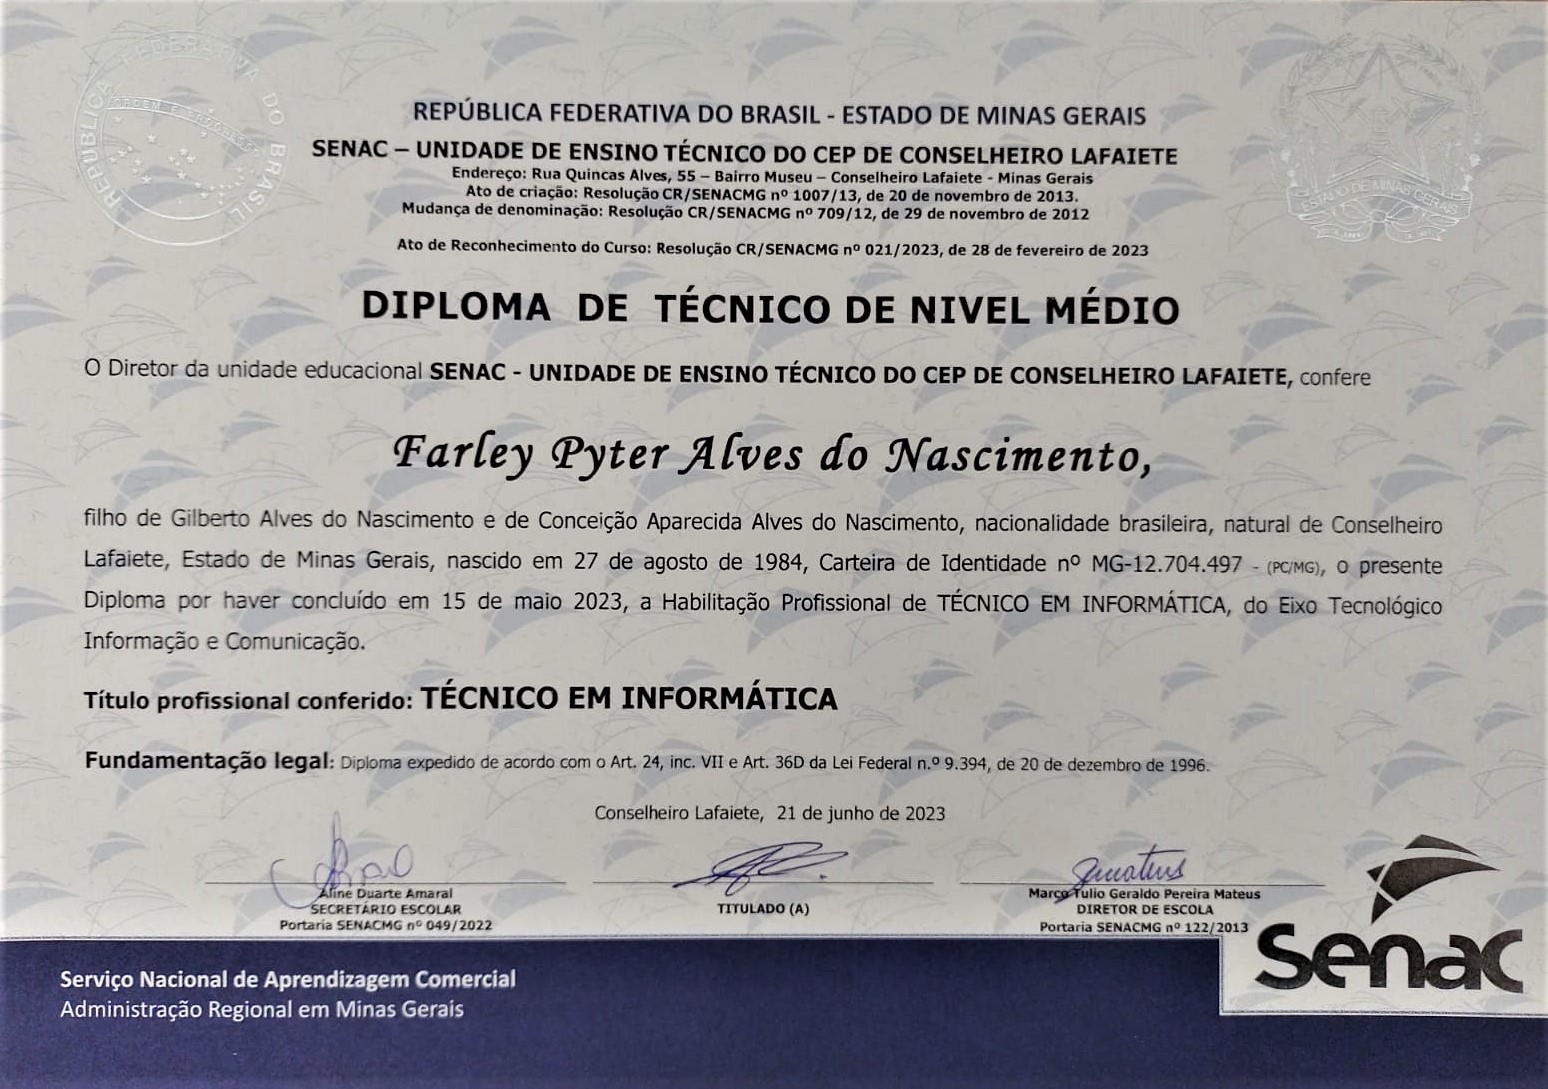 REPÚBLICA FEDERATIVA DO BRASIL
ORDEM E PROGRESSO
ESTADO DE MINAS GERAIS
REPÚBLICA FEDERATIVA DO BRASIL - ESTADO DE MINAS GERAIS
SENAC – UNIDADE DE ENSINO TÉCNICO DO CEP DE CONSELHEIRO LAFAIETE
Endereço: Rua Quincas Alves, 55 – Bairro Museu – Conselheiro Lafaiete - Minas Gerais
Ato de criação: Resolução CR/SENACMG nº 1007/13, de 20 de novembro de 2013.
Mudança de denominação: Resolução CR/SENACMG nº 709/12, de 29 de novembro de 2012
Ato de Reconhecimento do Curso: Resolução CR/SENACMG nº 021/2023, de 28 de fevereiro de 2023
DIPLOMA DE TÉCNICO DE NIVEL MÉDIO
O Diretor da unidade educacional SENAC - UNIDADE DE ENSINO TÉCNICO DO CEP DE CONSELHEIRO LAFAIETE, confere
Farley Pyter Alves do Nascimento,
filho de Gilberto Alves do Nascimento e de Conceição Aparecida Alves do Nascimento, nacionalidade brasileira, natural de Conselheiro
Lafaiete, Estado de Minas Gerais, nascido em 27 de agosto de 1984, Carteira de Identidade nº MG-12.704.497 - (PC/MG), o presente
Diploma por haver concluído em 15 de maio 2023, a Habilitação Profissional de TÉCNICO EM INFORMÁTICA, do Eixo Tecnológico
Informação e Comunicação.
Título profissional conferido: TÉCNICO EM INFORMÁTICA
Fundamentação legal: Diploma expedido de acordo com o Art. 24, inc. VII e Art. 36D da Lei Federal n.º 9.394, de 20 de dezembro de 1996.
Conselheiro Lafaiete, 21 de junho de 2023
Aline Duarte Amaral
SECRETÁRIO ESCOLAR
Portaria SENACMG nº 049/2022
TITULADO (A)
Marco Tulio Geraldo Pereira Mateus
DIRETOR DE ESCOLA
Portaria SENACMG nº 122/2013
Senac
Serviço Nacional de Aprendizagem Comercial
Administração Regional em Minas Gerais